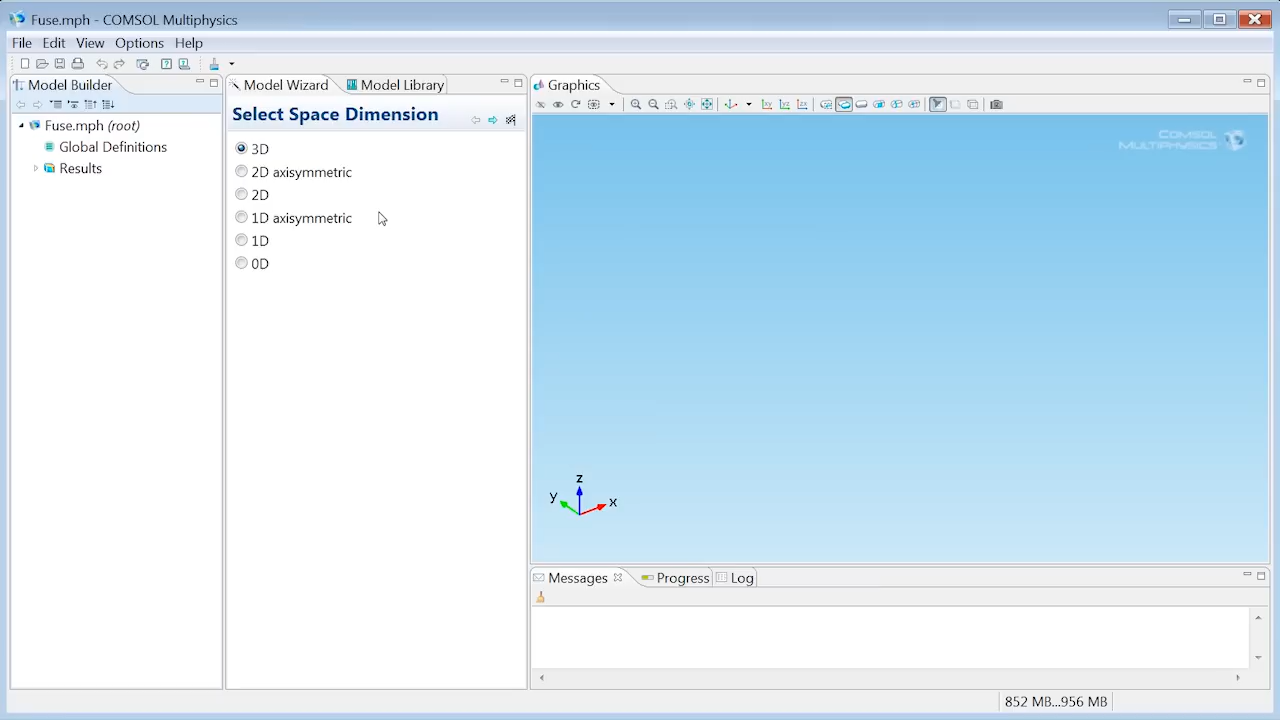 Fuse.mph - COMSOL Multiphysics
File Edit View Options Help
Model Builder
Model Wizard
Model Library
Graphics
Select Space Dimension
Fuse.mph (root)
Global Definitions
Results
3D
2D axisymmetric
2D
1D axisymmetric
1D
0D
COMSOL
MULTIPHYSICS
z
y
x
Messages
Progress
Log
852 MB...956 MB